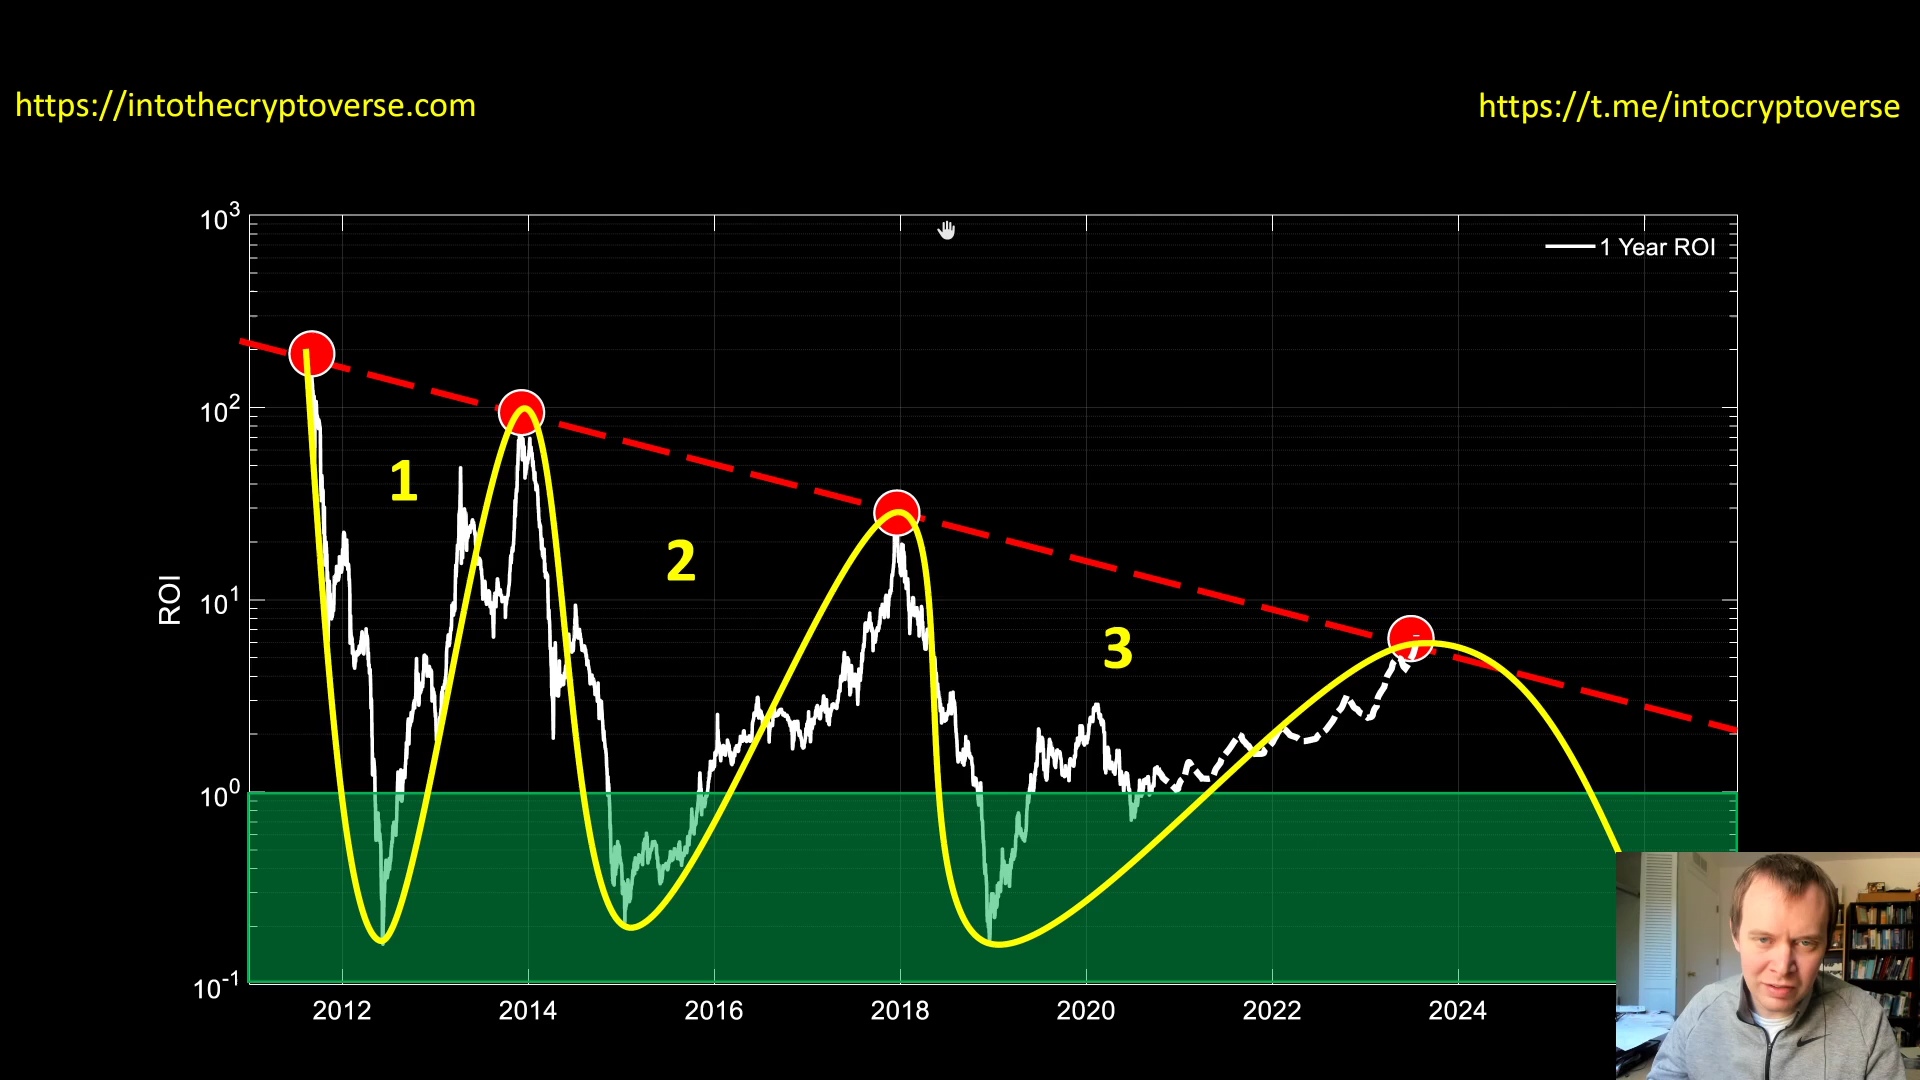 https://intothecryptoverse.com
https://t.me/intocryptoverse
10³
1 Year ROI
10²
1
2
10¹
ROI
3
10⁰
10⁻¹
2012 2014 2016 2018 2020 2022 2024